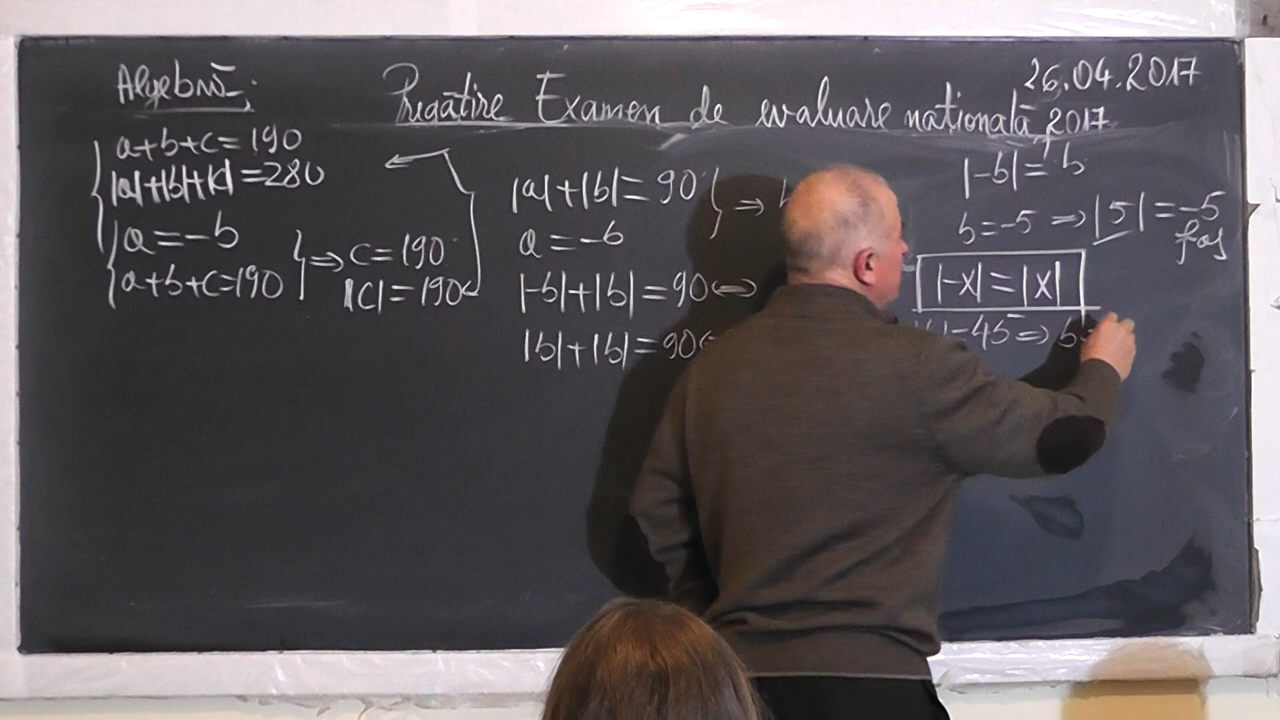 Algebră;
Pregătire Examen de evaluare națională 2017
26.04.2017
a+b+c=190
|a|+|b|+|c|=280
a=-b
a+b+c=190
⇒ c=190
|c|=190
|a|+|b|=90
a=-b
⇒
|-b|+|b|=90 ⇔
|b|+|b|=90
|-b|=b
b=-5 ⇒ |5|=-5
fals
|-x|=|x|
=45 ⇒ b